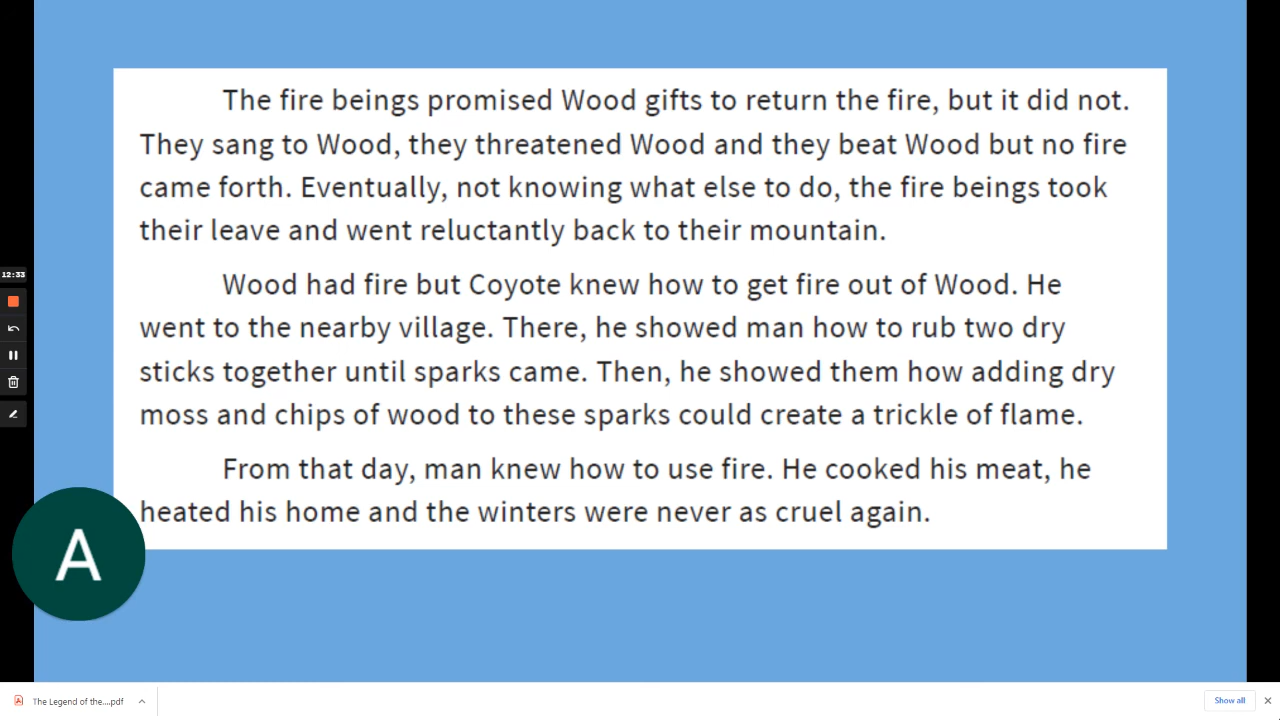 The fire beings promised Wood gifts to return the fire, but it did not.
They sang to Wood, they threatened Wood and they beat Wood but no fire
came forth. Eventually, not knowing what else to do, the fire beings took
their leave and went reluctantly back to their mountain.
Wood had fire but Coyote knew how to get fire out of Wood. He
went to the nearby village. There, he showed man how to rub two dry
sticks together until sparks came. Then, he showed them how adding dry
moss and chips of wood to these sparks could create a trickle of flame.
From that day, man knew how to use fire. He cooked his meat, he
heated his home and the winters were never as cruel again.
12:33
A
The Legend of the....pdf
Show all